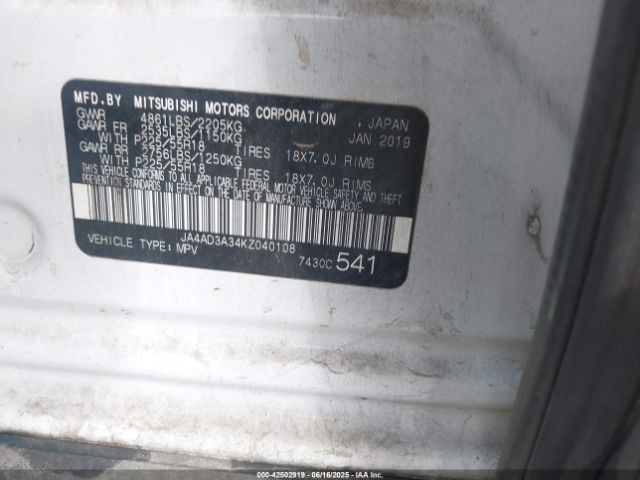 MFD.BY MITSUBISHI MOTORS CORPORATION . JAPAN
GVWR 4861LBS/2205KG. JAN 2019
GAWR FR 2535LBS/1150KG
WITH P225/55R18 TIRES 18X7.0J RIMS
GAWR RR 2756LBS/1250KG
WITH P225/55R18 TIRES 18X7.0J RIMS
THIS VEHICLE CONFORMS TO ALL APPLICABLE FEDERAL MOTOR VEHICLE SAFETY AND THEFT
PREVENTION STANDARDS IN EFFECT ON THE DATE OF MANUFACTURE SHOWN ABOVE.
JA4AD3A34KZ040108
VEHICLE TYPE: MPV 7430C 541
000-42502919 - 06/16/2025 - IAAI.COM